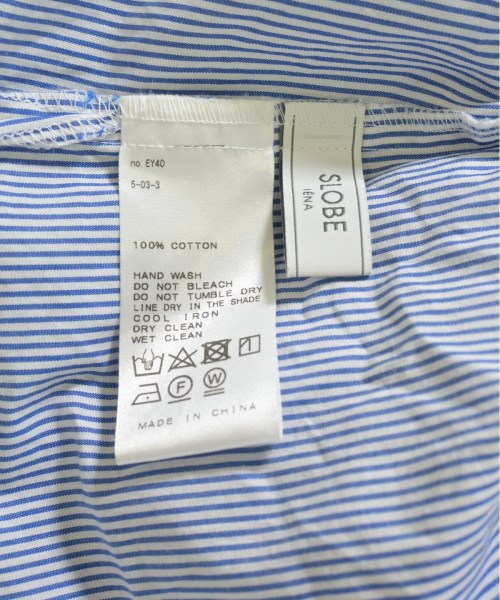 no. EY40
5-03-3
100% COTTON
HAND WASH
DO NOT BLEACH
DO NOT TUMBLE DRY
LINE DRY IN THE SHADE
COOL IRON
DRY CLEAN
WET CLEAN
F W
MADE IN CHINA
SLOBE
IÉNA